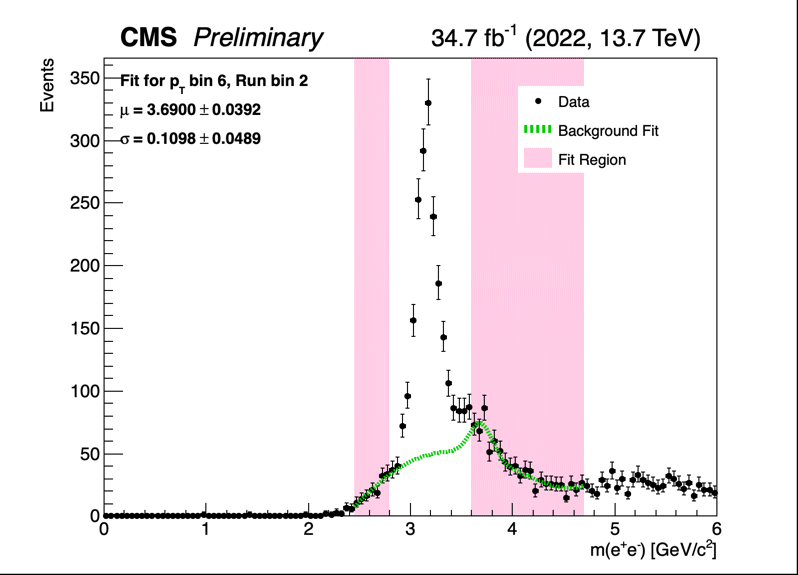 CMS Preliminary 34.7 fb⁻¹ (2022, 13.7 TeV)
Events
Fit for p_T bin 6, Run bin 2
μ = 3.6900 ± 0.0392
σ = 0.1098 ± 0.0489
Data
Background Fit
Fit Region
350
300
250
200
150
100
50
0
0 1 2 3 4 5 6
m(e⁺e⁻) [GeV/c²]